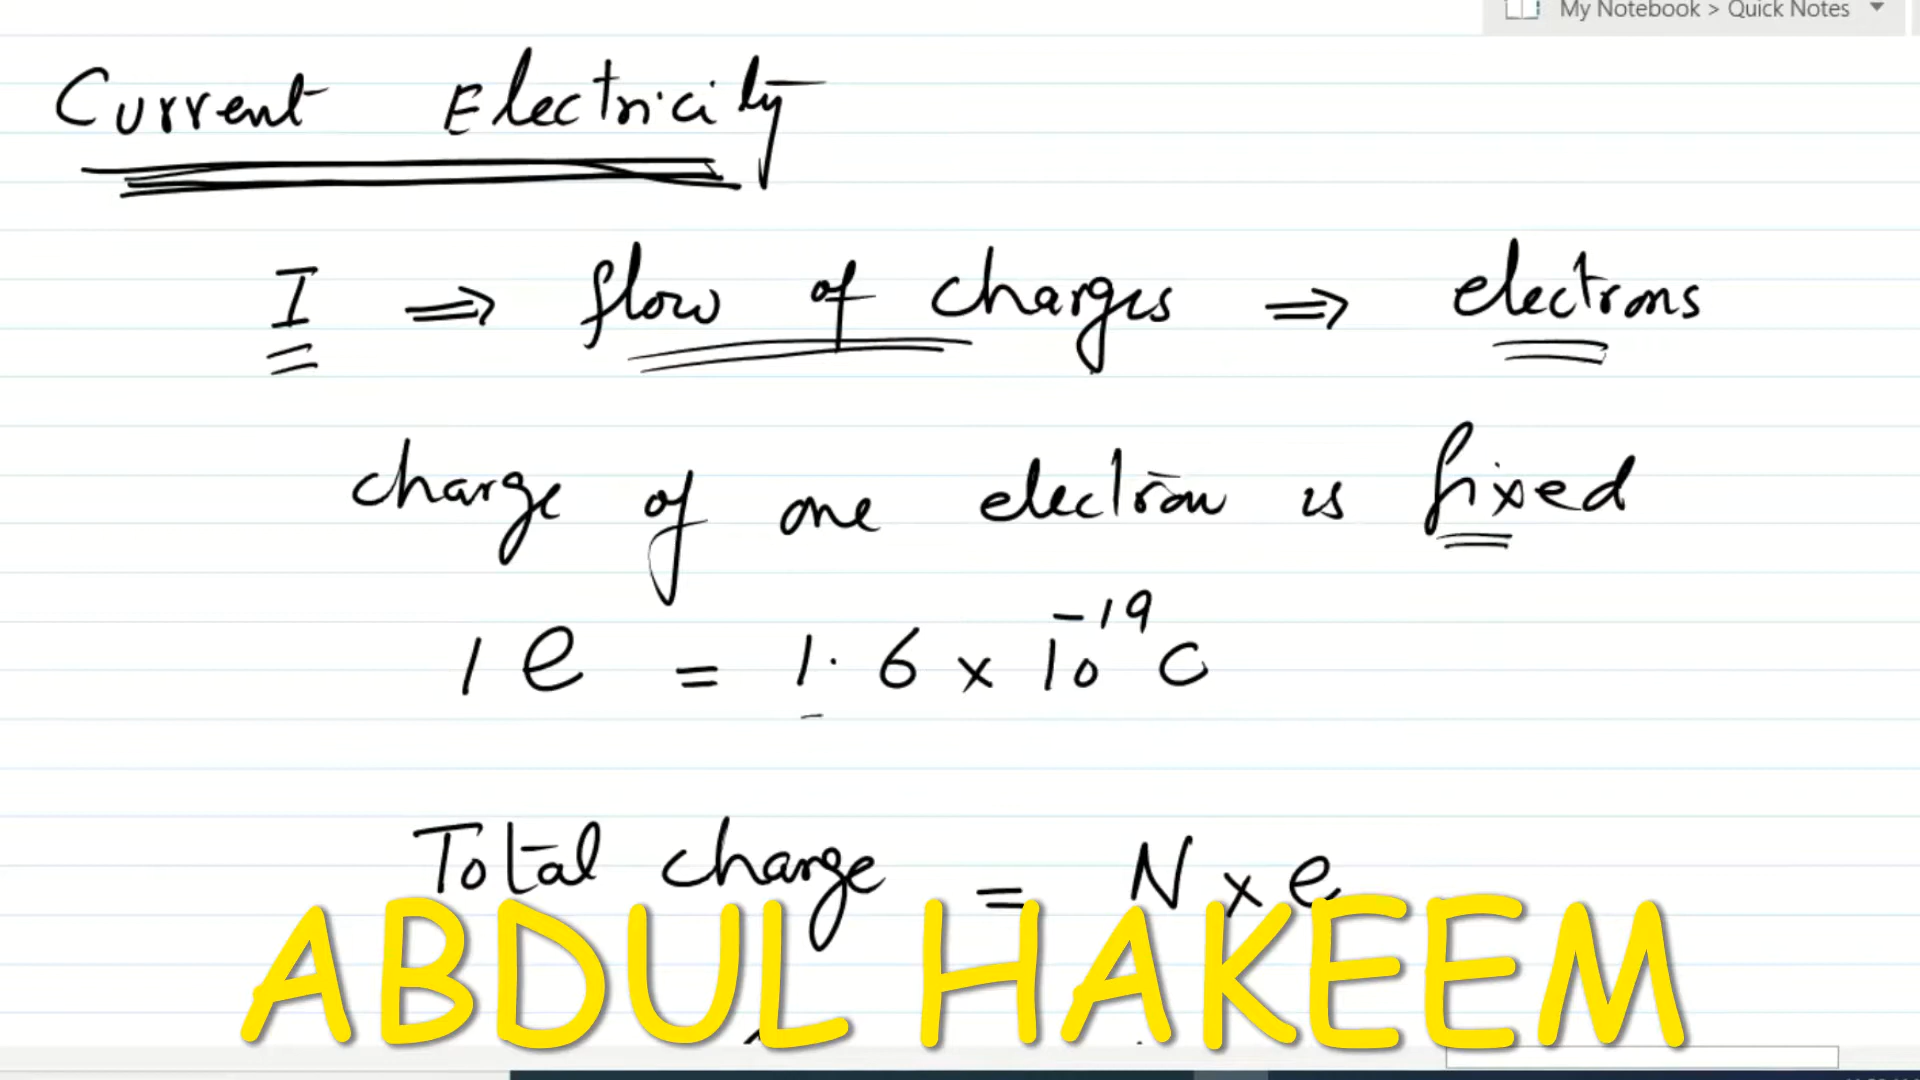 My Notebook > Quick Notes
Current Electricity
I ⇒ flow of charges ⇒ electrons
charge of one electron is fixed
1 e = 1.6 × 10⁻¹⁹ C
Total charge = N × e
ABDUL HAKEEM